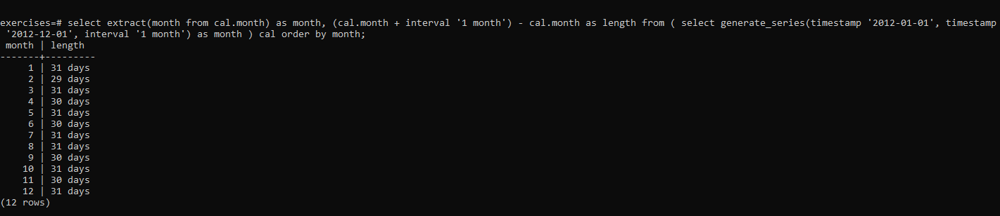 exercises=# select extract(month from cal.month) as month, (cal.month + interval '1 month') - cal.month as length from ( select generate_series(timestamp '2012-01-01', timestamp
 '2012-12-01', interval '1 month') as month ) cal order by month;
 month | length
-------+---------
     1 | 31 days
     2 | 29 days
     3 | 31 days
     4 | 30 days
     5 | 31 days
     6 | 30 days
     7 | 31 days
     8 | 31 days
     9 | 30 days
    10 | 31 days
    11 | 30 days
    12 | 31 days
(12 rows)